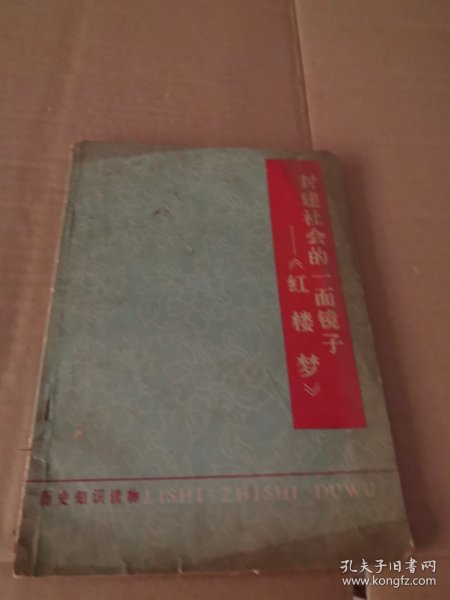 封建社会的一面镜子
——《红楼梦》
历史知识读物 LISHI ZHISHI DUWU
孔夫子旧书网
www.kongfz.com